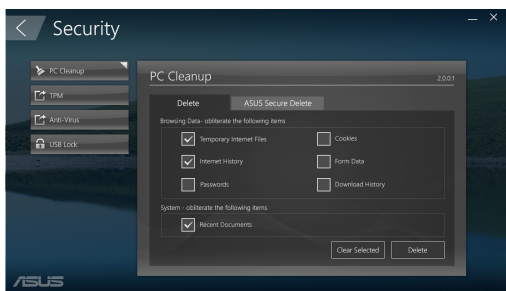 Security
PC Cleanup
TPM
Anti-Virus
USB Lock
PC Cleanup 2.0.0.1
Delete ASUS Secure Delete
Browsing Data- obliterate the following items
Temporary Internet Files Cookies
Internet History Form Data
Passwords Download History
System - obliterate the following items
Recent Documents
Clear Selected Delete
ASUS